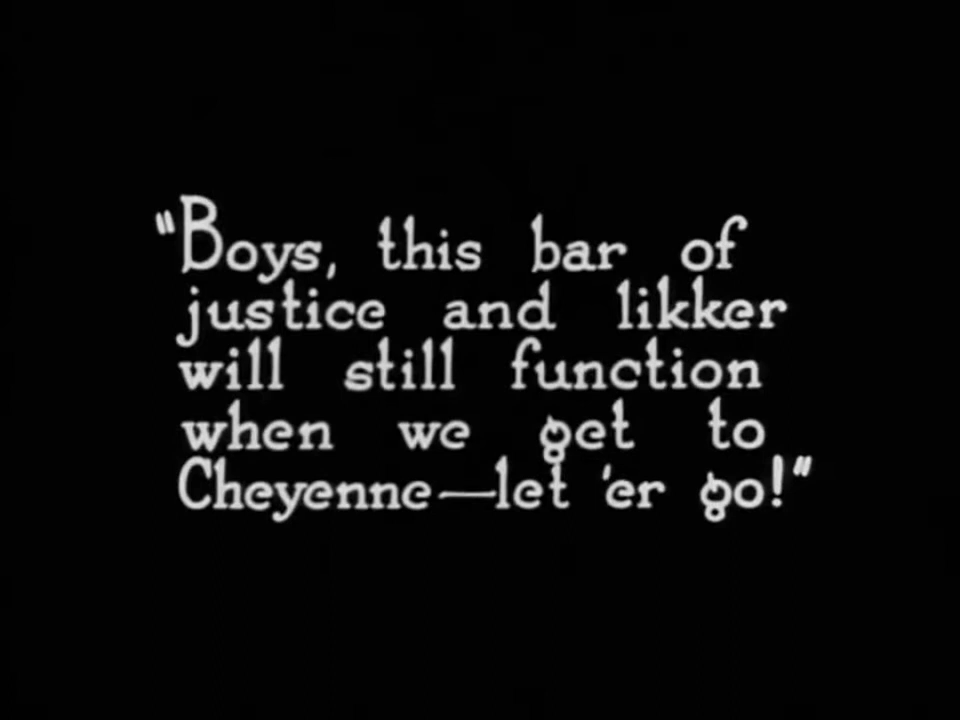 "Boys, this bar of
justice and likker
will still function
when we get to
Cheyenne—let 'er go!"